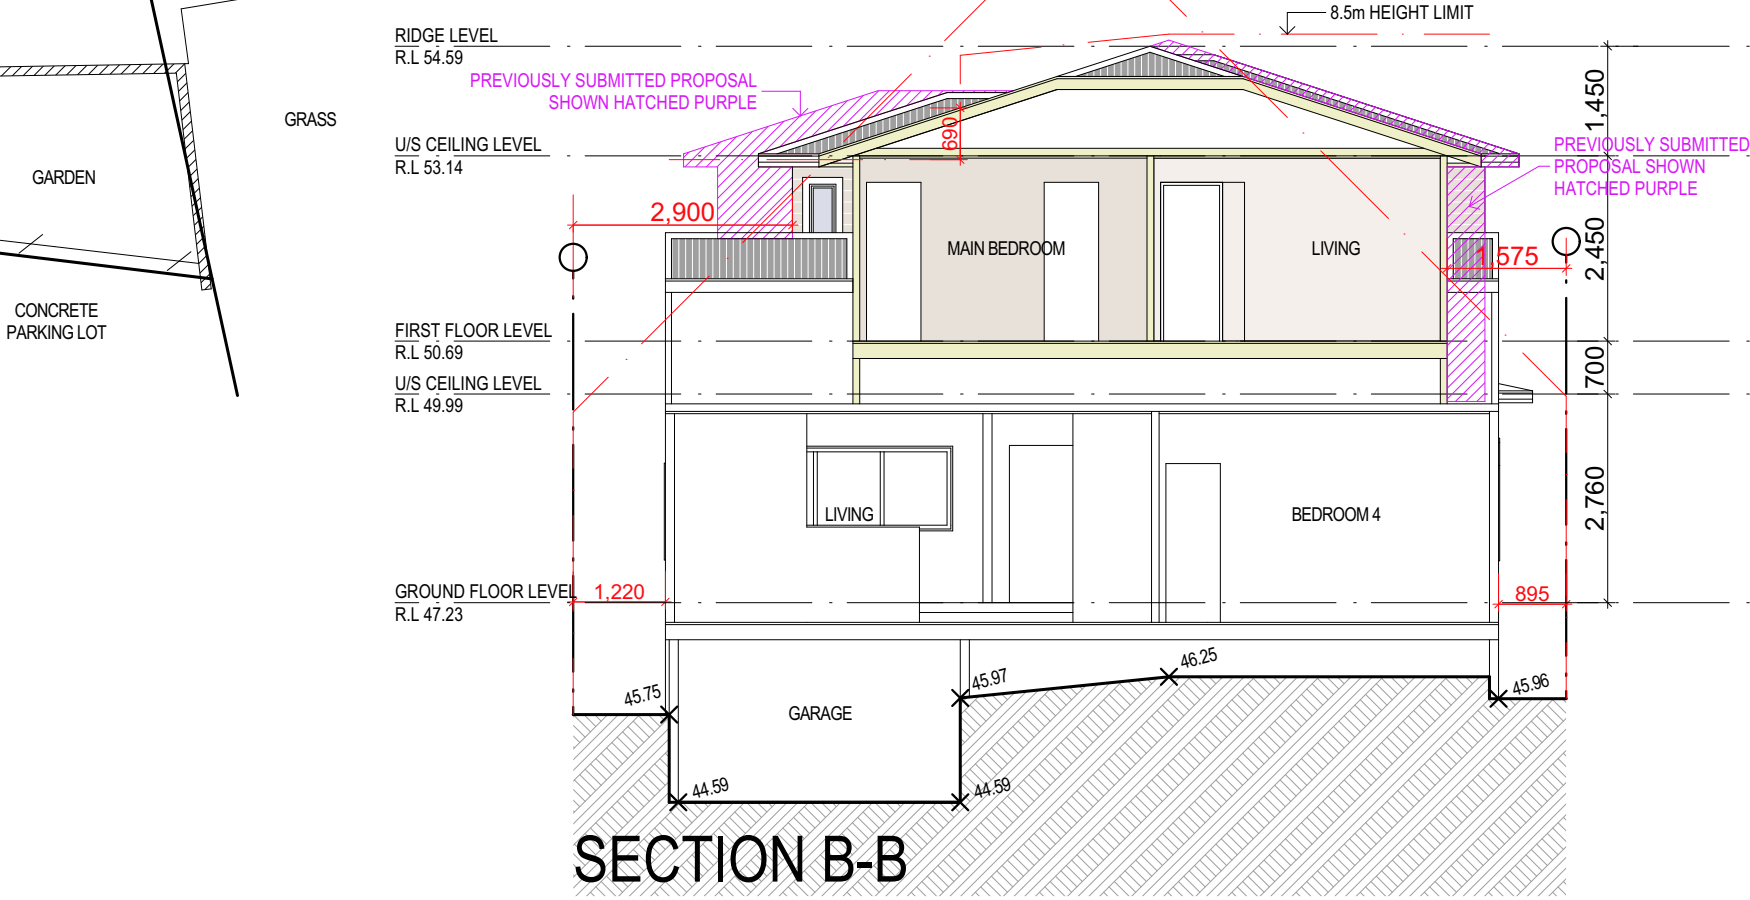 8.5m HEIGHT LIMIT
RIDGE LEVEL
R.L 54.59
PREVIOUSLY SUBMITTED PROPOSAL
SHOWN HATCHED PURPLE
1,450
GRASS
690
U/S CEILING LEVEL
R.L 53.14
PREVIOUSLY SUBMITTED
PROPOSAL SHOWN
HATCHED PURPLE
GARDEN
2,900
MAIN BEDROOM
LIVING
1,575
2,450
CONCRETE
PARKING LOT
FIRST FLOOR LEVEL
R.L 50.69
700
U/S CEILING LEVEL
R.L 49.99
2,760
LIVING
BEDROOM 4
GROUND FLOOR LEVEL
R.L 47.23
1,220
895
45.75
45.97
46.25
45.96
GARAGE
44.59
44.59
SECTION B-B